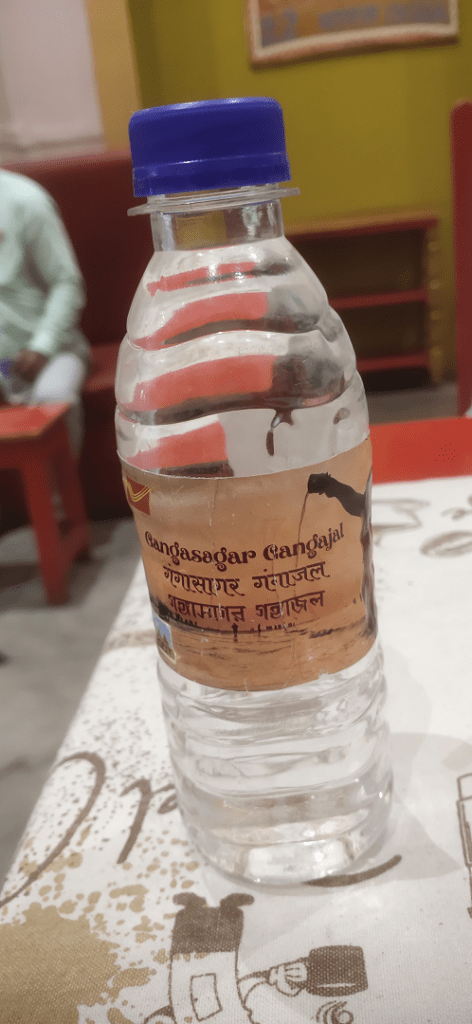 Gangasagar Gangajal
गंगासागर गंगाजल
গঙ্গাসাগর গঙ্গাজল